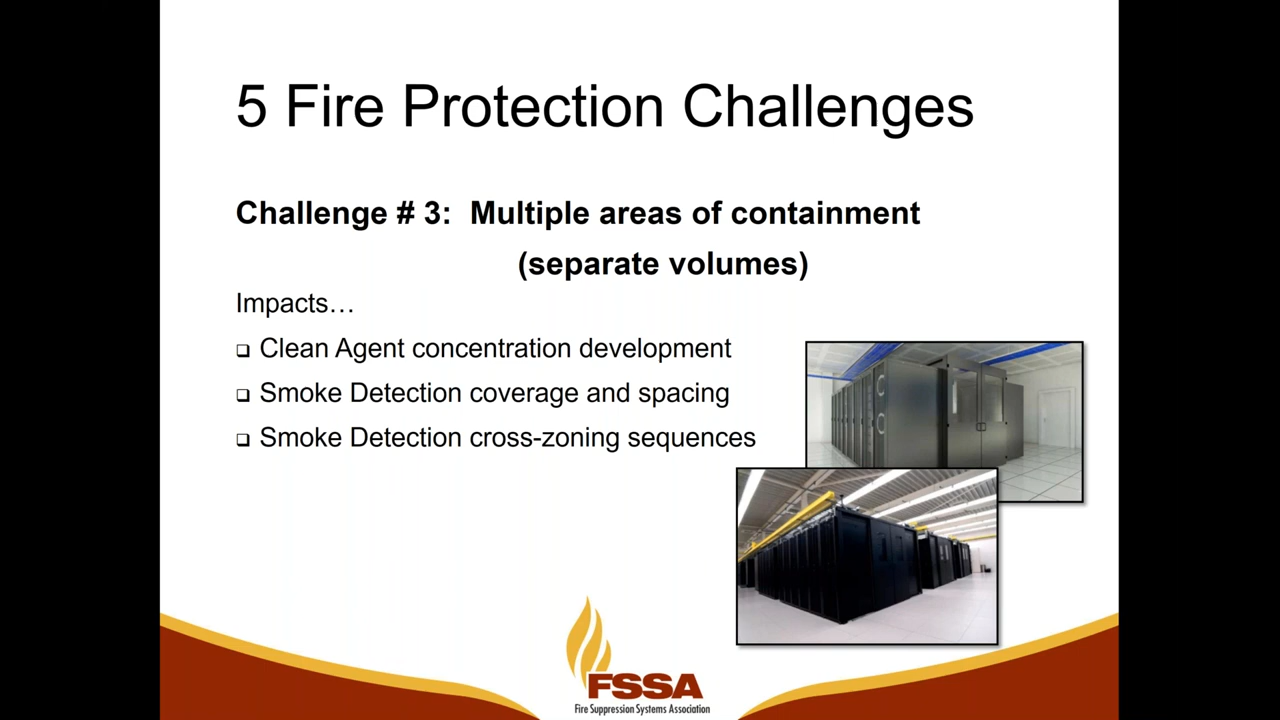 5 Fire Protection Challenges
Challenge # 3: Multiple areas of containment
(separate volumes)
Impacts…
❑ Clean Agent concentration development
❑ Smoke Detection coverage and spacing
❑ Smoke Detection cross-zoning sequences
FSSA
Fire Suppression Systems Association